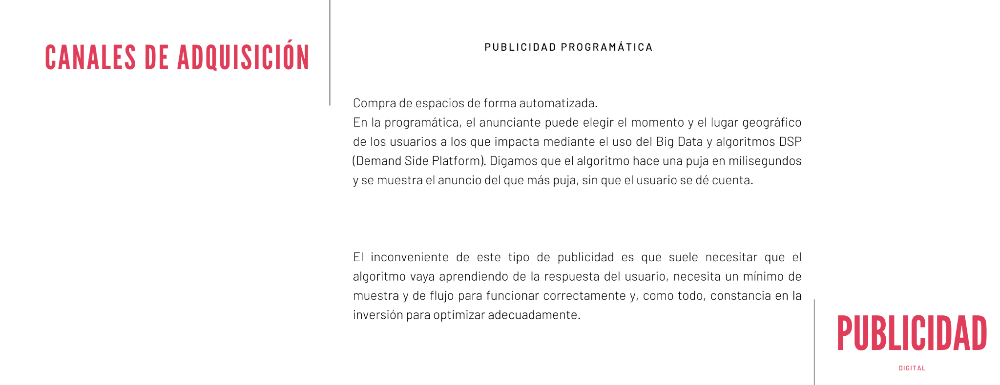 CANALES DE ADQUISICIÓN
PUBLICIDAD PROGRAMÁTICA
Compra de espacios de forma automatizada.
En la programática, el anunciante puede elegir el momento y el lugar geográfico
de los usuarios a los que impacta mediante el uso del Big Data y algoritmos DSP
(Demand Side Platform). Digamos que el algoritmo hace una puja en milisegundos
y se muestra el anuncio del que más puja, sin que el usuario se dé cuenta.
El inconveniente de este tipo de publicidad es que suele necesitar que el
algoritmo vaya aprendiendo de la respuesta del usuario, necesita un mínimo de
muestra y de flujo para funcionar correctamente y, como todo, constancia en la
inversión para optimizar adecuadamente.
PUBLICIDAD
DIGITAL